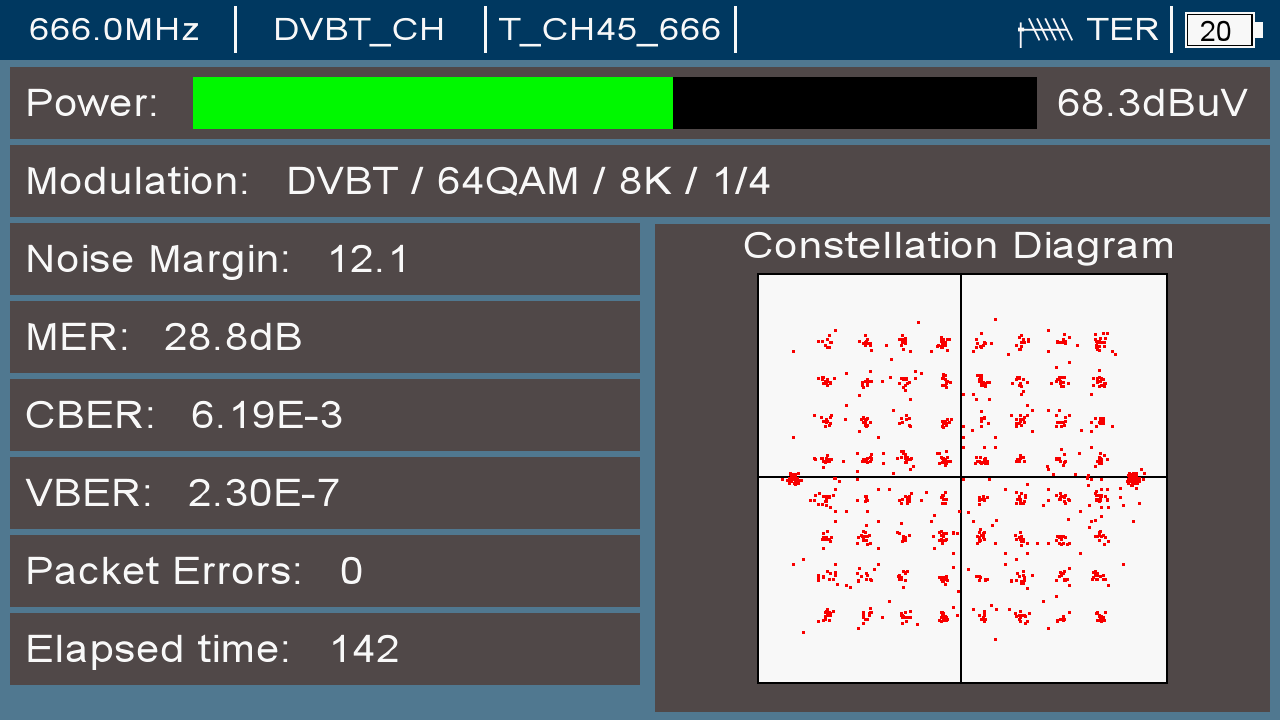 666.0MHz DVBT_CH T_CH45_666 TER 20
Power: 68.3dBuV
Modulation: DVBT / 64QAM / 8K / 1/4
Noise Margin: 12.1
Constellation Diagram
MER: 28.8dB
CBER: 6.19E-3
VBER: 2.30E-7
Packet Errors: 0
Elapsed time: 142